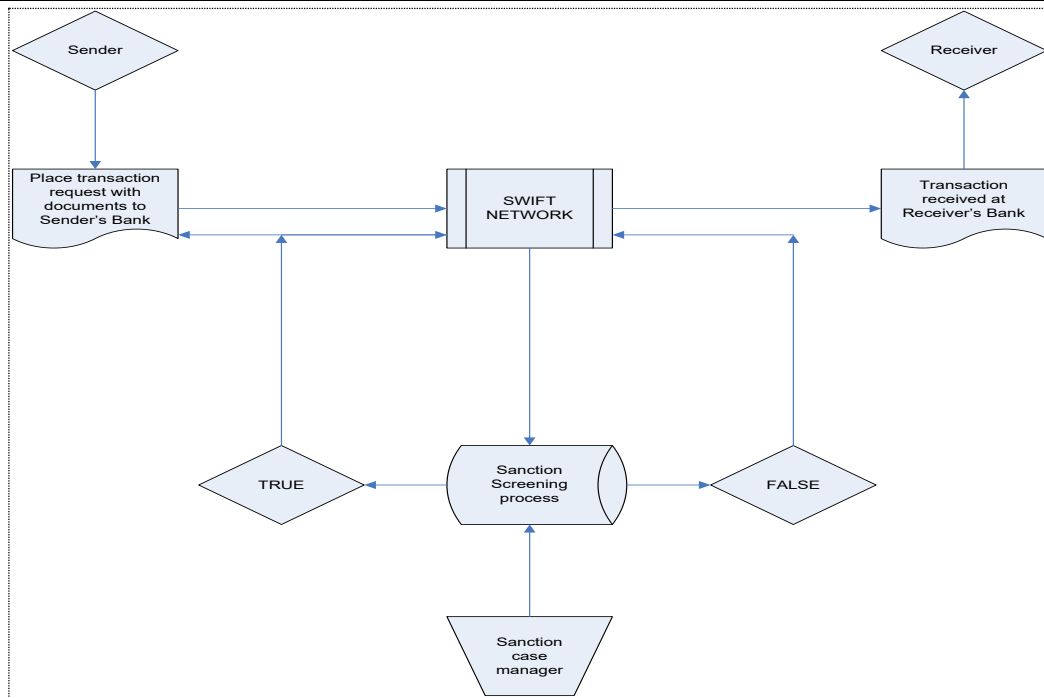 Sender
Receiver
Place transaction
request with
documents to
Sender's Bank
SWIFT
NETWORK
Transaction
received at
Receiver's Bank
TRUE
Sanction
Screening
process
FALSE
Sanction
case
manager